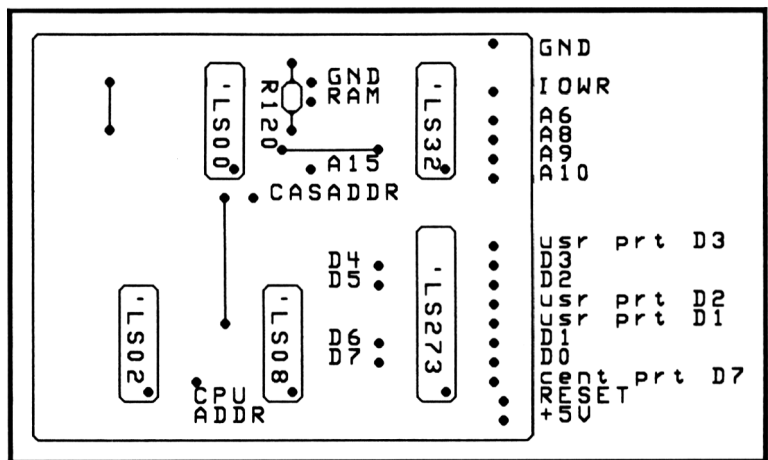 GND
IOWR
A6
A8
A9
A10
'LS00
R120
GND
RAM
A15
'LS32
CASADDR
usr prt D3
D3
D2
usr prt D2
usr prt D1
D1
D0
cent prt D7
RESET
+5V
D4
D5
D6
D7
'LS02
'LS08
'LS273
CPU
ADDR